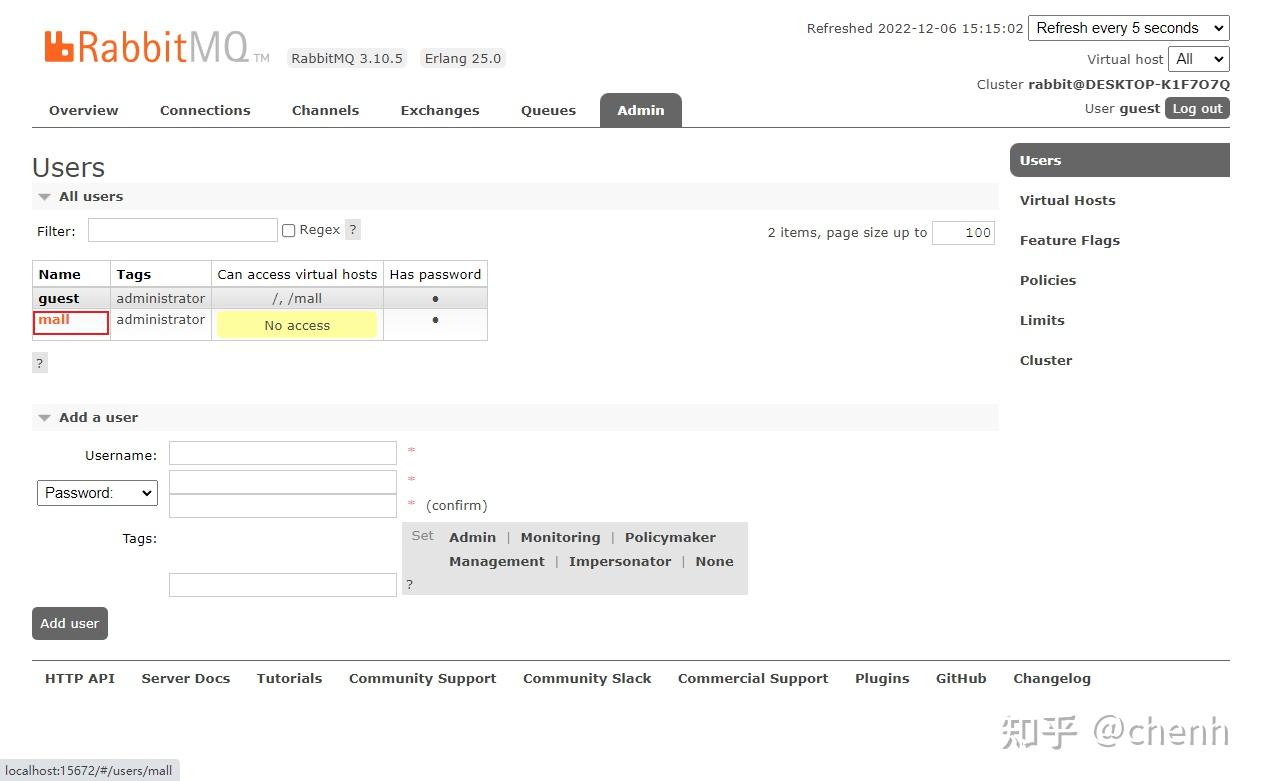 RabbitMQ TM RabbitMQ 3.10.5 Erlang 25.0
Refreshed 2022-12-06 15:15:02 Refresh every 5 seconds
Virtual host All
Cluster rabbit@DESKTOP-K1F7O7Q
User guest Log out
Overview Connections Channels Exchanges Queues Admin
Users
All users
Filter: Regex ? 2 items, page size up to 100
Name Tags Can access virtual hosts Has password
guest administrator /, /mall ●
mall administrator No access ●
?
Add a user
Username: *
Password: *
* (confirm)
Tags: Set Admin | Monitoring | Policymaker
Management | Impersonator | None
?
Add user
Users
Virtual Hosts
Feature Flags
Policies
Limits
Cluster
HTTP API Server Docs Tutorials Community Support Community Slack Commercial Support Plugins GitHub Changelog
知乎 @chenh
localhost:15672/#/users/mall